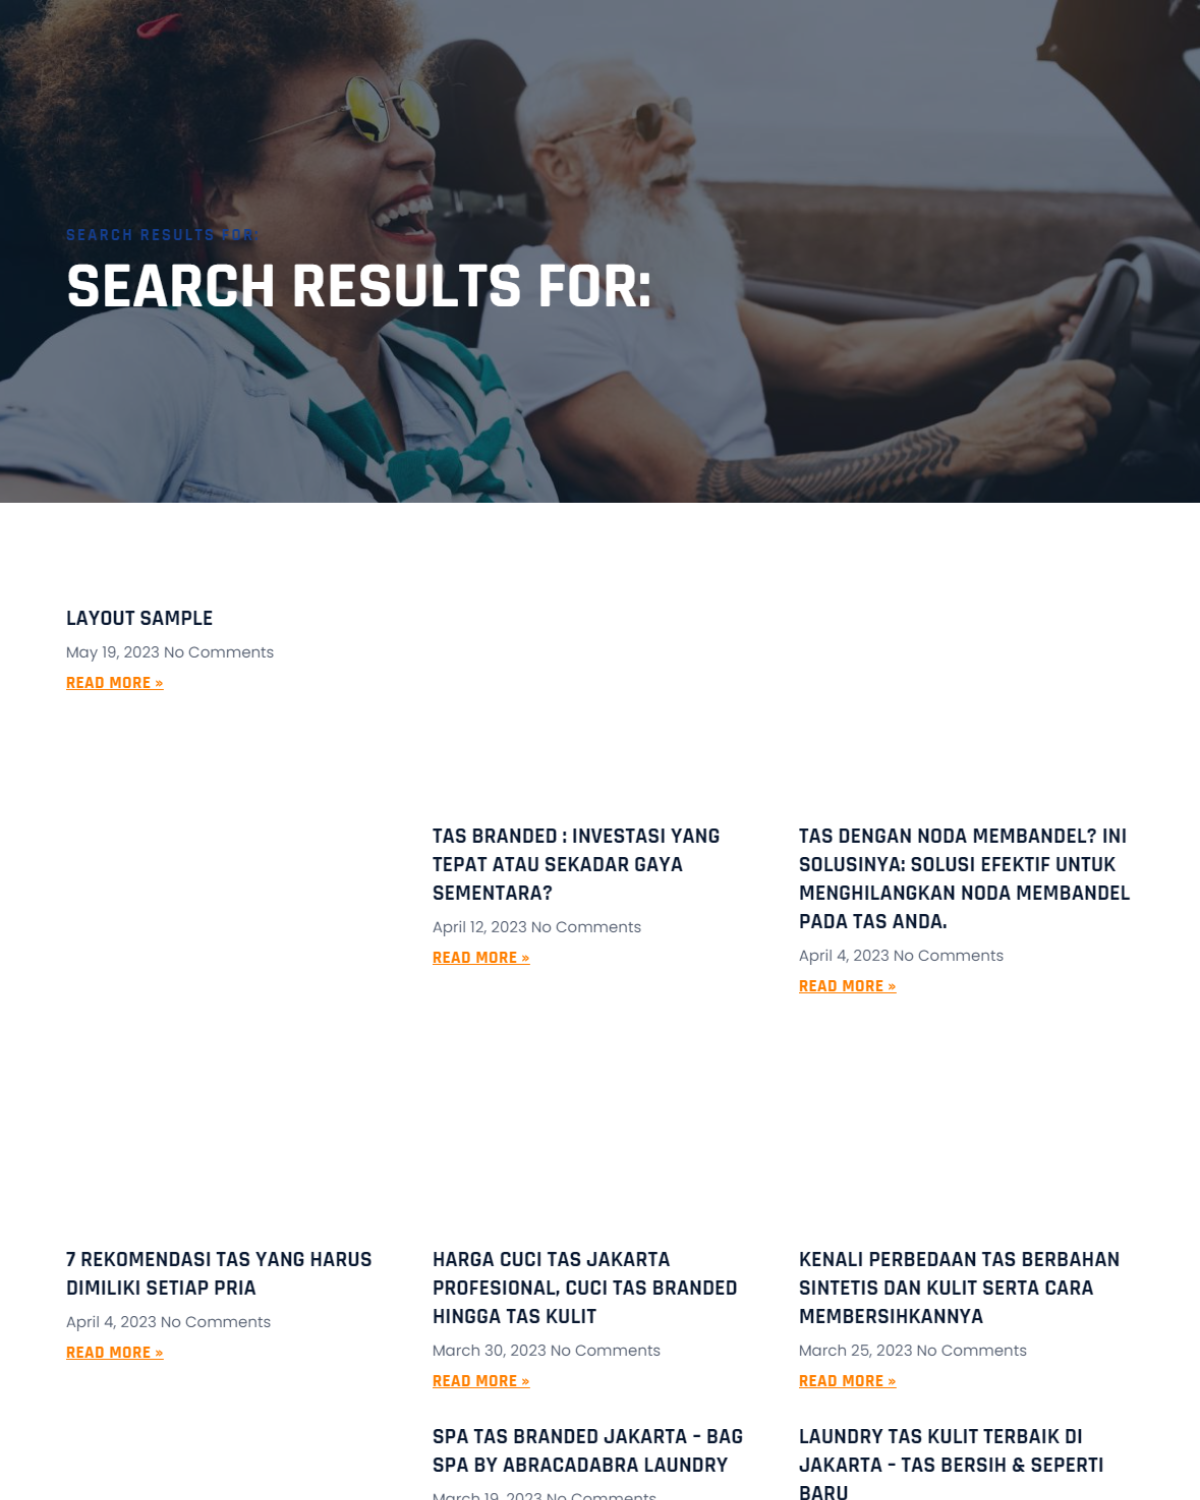 SEARCH RESULTS FOR:
SEARCH RESULTS FOR:
LAYOUT SAMPLE
May 19, 2023 No Comments
READ MORE »
TAS BRANDED : INVESTASI YANG
TEPAT ATAU SEKADAR GAYA
SEMENTARA?
April 12, 2023 No Comments
READ MORE »
TAS DENGAN NODA MEMBANDEL? INI
SOLUSINYA: SOLUSI EFEKTIF UNTUK
MENGHILANGKAN NODA MEMBANDEL
PADA TAS ANDA.
April 4, 2023 No Comments
READ MORE »
7 REKOMENDASI TAS YANG HARUS
DIMILIKI SETIAP PRIA
April 4, 2023 No Comments
READ MORE »
HARGA CUCI TAS JAKARTA
PROFESIONAL, CUCI TAS BRANDED
HINGGA TAS KULIT
March 30, 2023 No Comments
READ MORE »
KENALI PERBEDAAN TAS BERBAHAN
SINTETIS DAN KULIT SERTA CARA
MEMBERSIHKANNYA
March 25, 2023 No Comments
READ MORE »
SPA TAS BRANDED JAKARTA – BAG
SPA BY ABRACADABRA LAUNDRY
March 19, 2023 No Comments
LAUNDRY TAS KULIT TERBAIK DI
JAKARTA – TAS BERSIH & SEPERTI
BARU